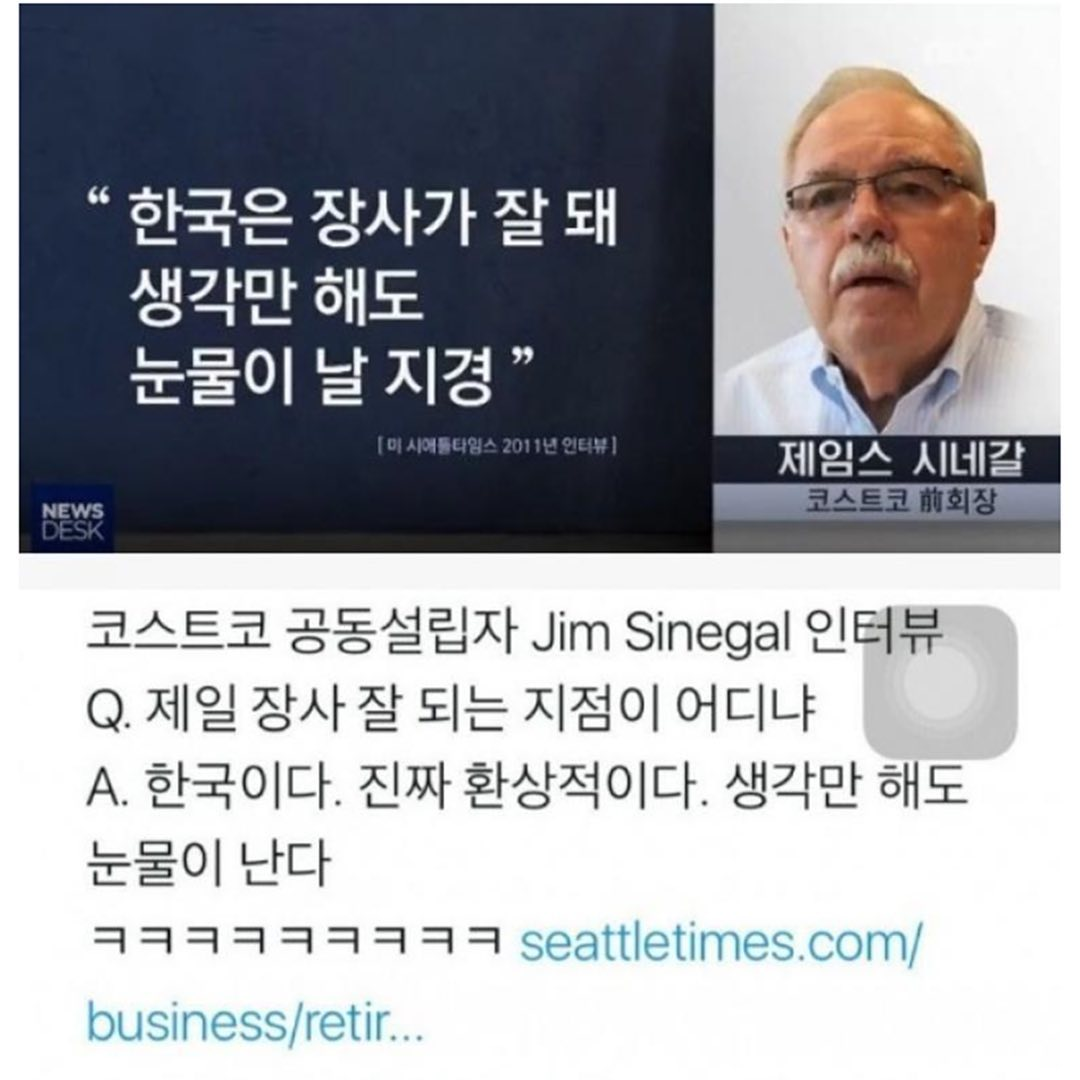 “ 한국은 장사가 잘 돼
생각만 해도
눈물이 날 지경 ”
[ 미 시애틀타임스 2011년 인터뷰 ]
제임스 시네갈
코스트코 前회장
NEWS
DESK
코스트코 공동설립자 Jim Sinegal 인터뷰
Q. 제일 장사 잘 되는 지점이 어디냐
A. 한국이다. 진짜 환상적이다. 생각만 해도
눈물이 난다
ㅋㅋㅋㅋㅋㅋㅋㅋㅋ seattletimes.com/
business/retir...